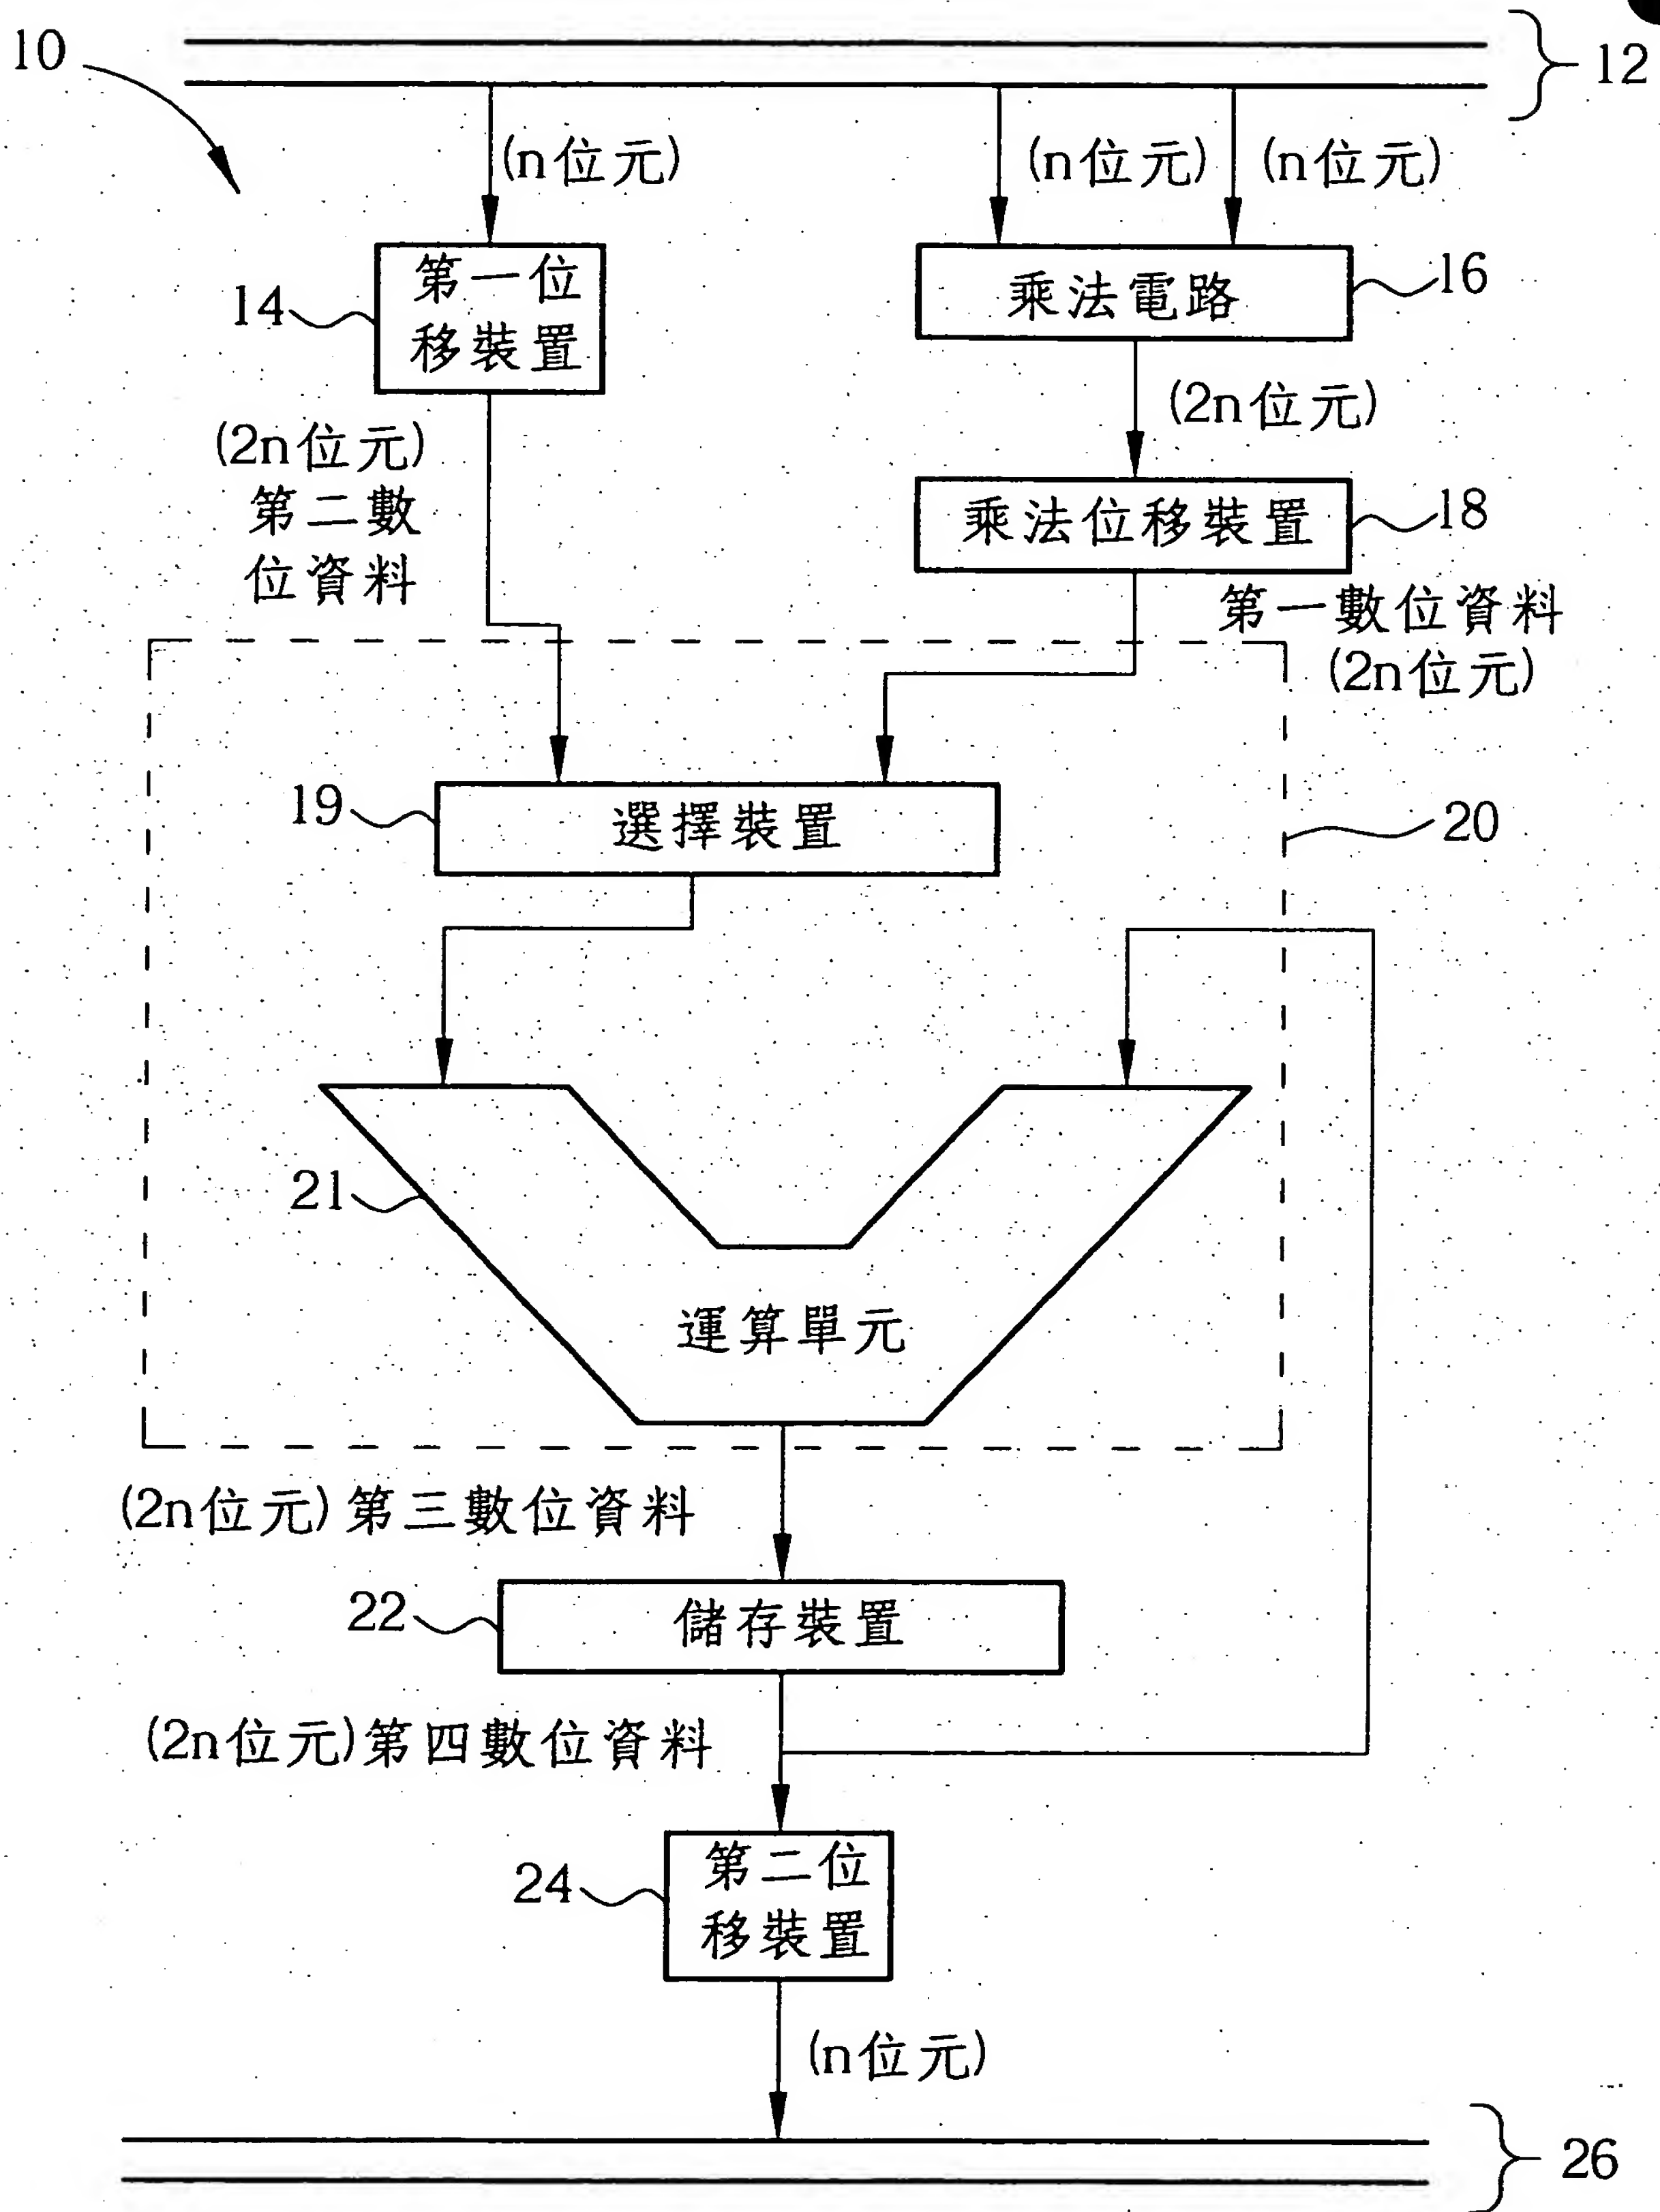 10
12
(n位元)
(n位元)
(n位元)
第一位
移裝置
14
乘法電路
16
(2n位元)
(2n位元)
第二數
位資料
乘法位移裝置
18
第一數位資料
(2n位元)
19
選擇裝置
20
21
運算單元
(2n位元)第三數位資料
22
儲存裝置
(2n位元)第四數位資料
24
第二位
移裝置
(n位元)
26